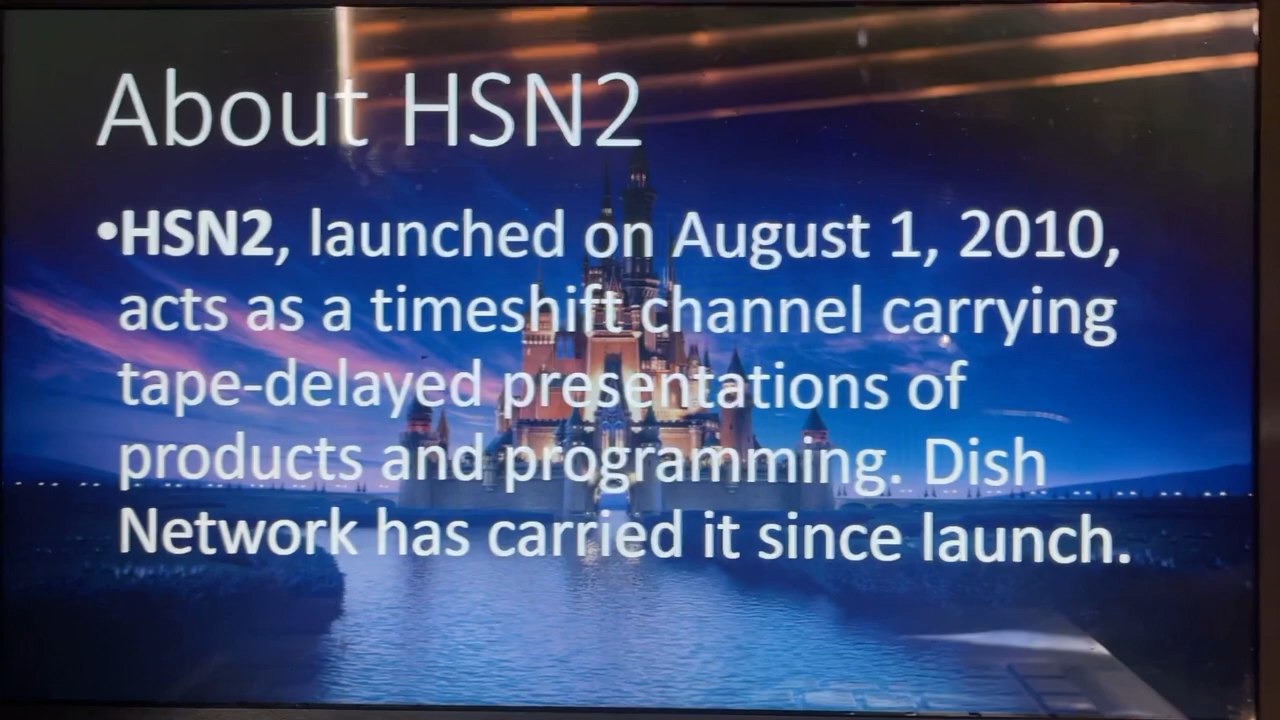 About HSN2
•HSN2, launched on August 1, 2010,
acts as a timeshift channel carrying
tape-delayed presentations of
products and programming. Dish
Network has carried it since launch.